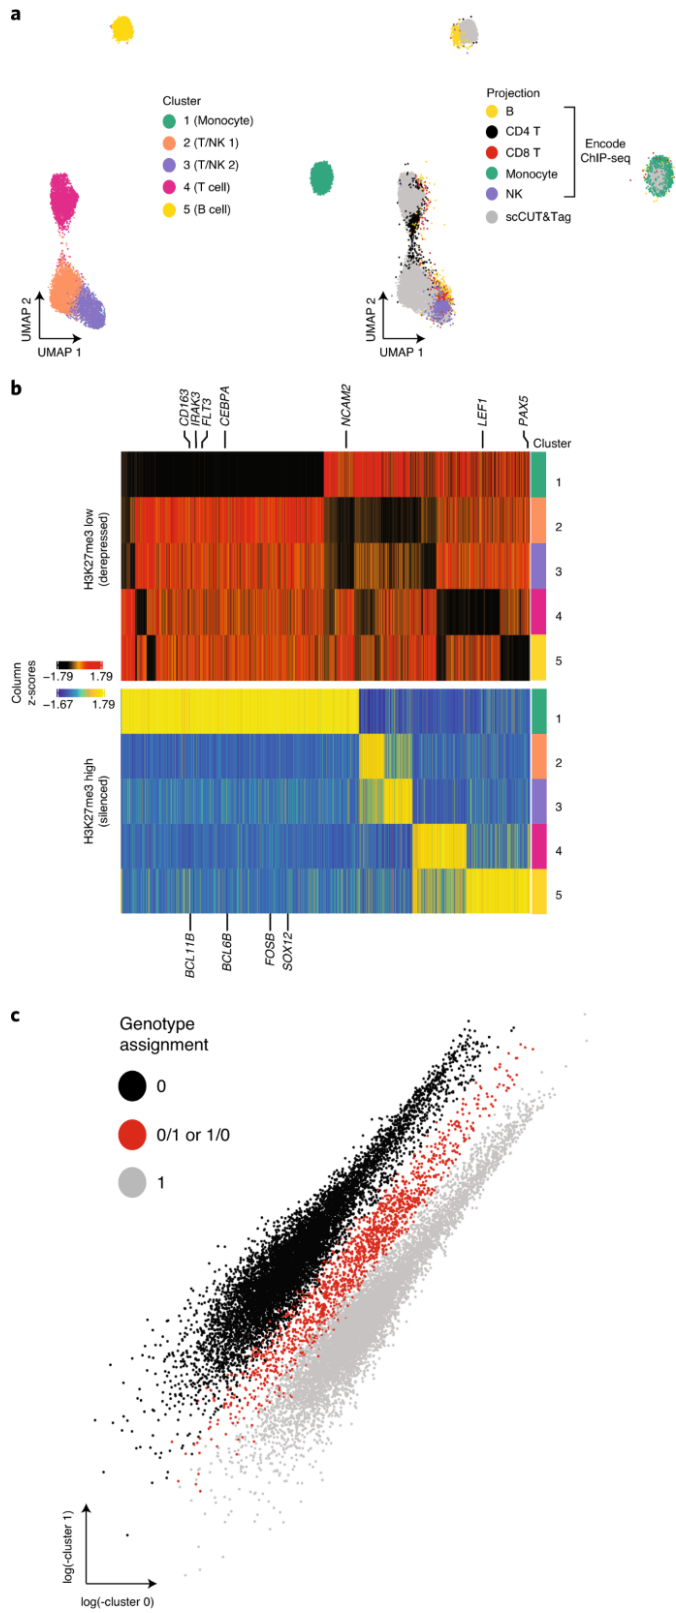 a
Cluster
1 (Monocyte)
2 (T/NK 1)
3 (T/NK 2)
4 (T cell)
5 (B cell)
UMAP 2
UMAP 1
Projection
B
CD4 T
CD8 T
Monocyte
NK
scCUT&Tag
Encode
ChIP-seq
UMAP 2
UMAP 1
b
CD163
IRAK3
FLT3
CEBPA
NCAM2
LEF1
PAX5
Cluster
H3K27me3 low
(derepressed)
1
2
3
4
5
Column
z-scores
−1.79 1.79
−1.67 1.79
H3K27me3 high
(silenced)
1
2
3
4
5
BCL11B
BCL6B
FOSB
SOX12
c
Genotype
assignment
0
0/1 or 1/0
1
log(-cluster 1)
log(-cluster 0)